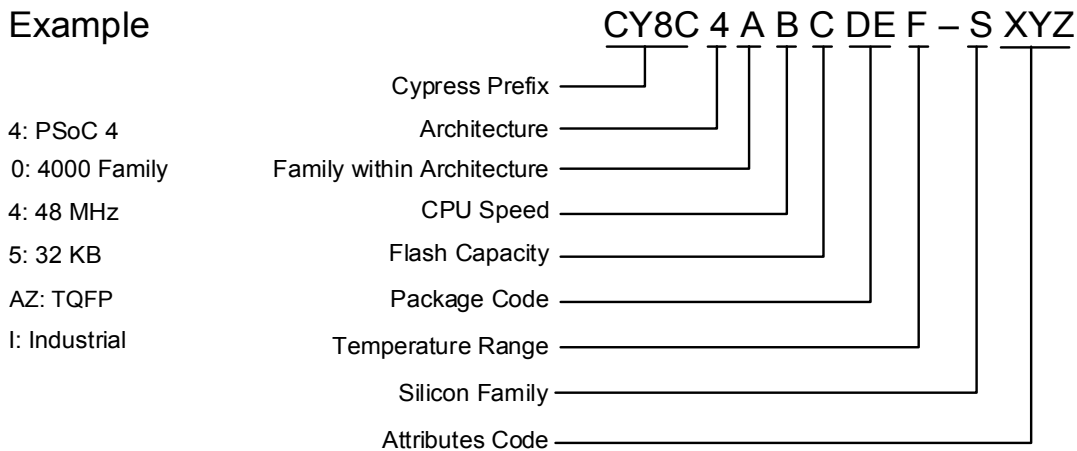 Example
CY8C 4 A B C DE F – S XYZ
Cypress Prefix
4: PSoC 4 Architecture
0: 4000 Family Family within Architecture
4: 48 MHz CPU Speed
5: 32 KB Flash Capacity
AZ: TQFP Package Code
I: Industrial Temperature Range
Silicon Family
Attributes Code